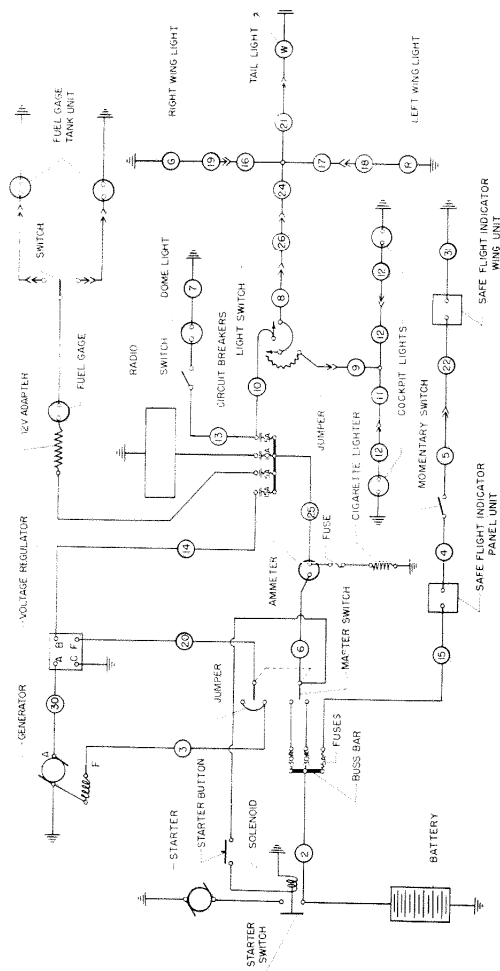 GENERATOR
VOLTAGE REGULATOR
12V ADAPTER
SWITCH
FUEL GAGE
TANK UNIT
FUEL GAGE
RADIO
SWITCH
DOME LIGHT
CIRCUIT BREAKERS
LIGHT SWITCH
RIGHT WING LIGHT
TAIL LIGHT
LEFT WING LIGHT
STARTER
STARTER BUTTON
SOLENOID
STARTER
SWITCH
JUMPER
AMMETER
FUSE
JUMPER
CIGARETTE LIGHTER
COCKPIT LIGHTS
MASTER SWITCH
FUSES
BUSS BAR
BATTERY
MOMENTARY SWITCH
SAFE FLIGHT INDICATOR
PANEL UNIT
SAFE FLIGHT INDICATOR
WING UNIT
A
F
A
B
G
F
30
14
20
3
13
10
7
8
26
24
16
19
G
21
W
17
18
R
9
11
12
12
12
12
25
6
2
15
4
5
22
31